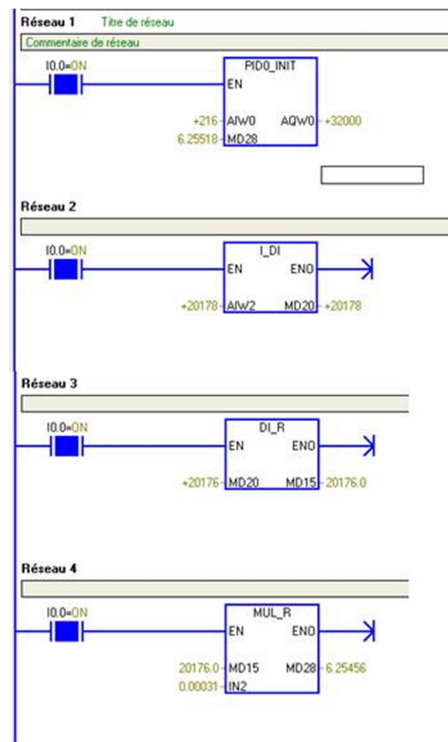 Réseau 1 Titre de réseau
Commentaire de réseau
I0.0=ON
PID0_INIT
EN
+216 AIW0 AQW0 +32000
6.25518 MD28
Réseau 2
I0.0=ON
I_DI
EN ENO
+20178 AIW2 MD20 +20178
Réseau 3
I0.0=ON
DI_R
EN ENO
+20176 MD20 MD15 20176.0
Réseau 4
I0.0=ON
MUL_R
EN ENO
20176.0 MD15 MD28 6.25456
0.00031 IN2